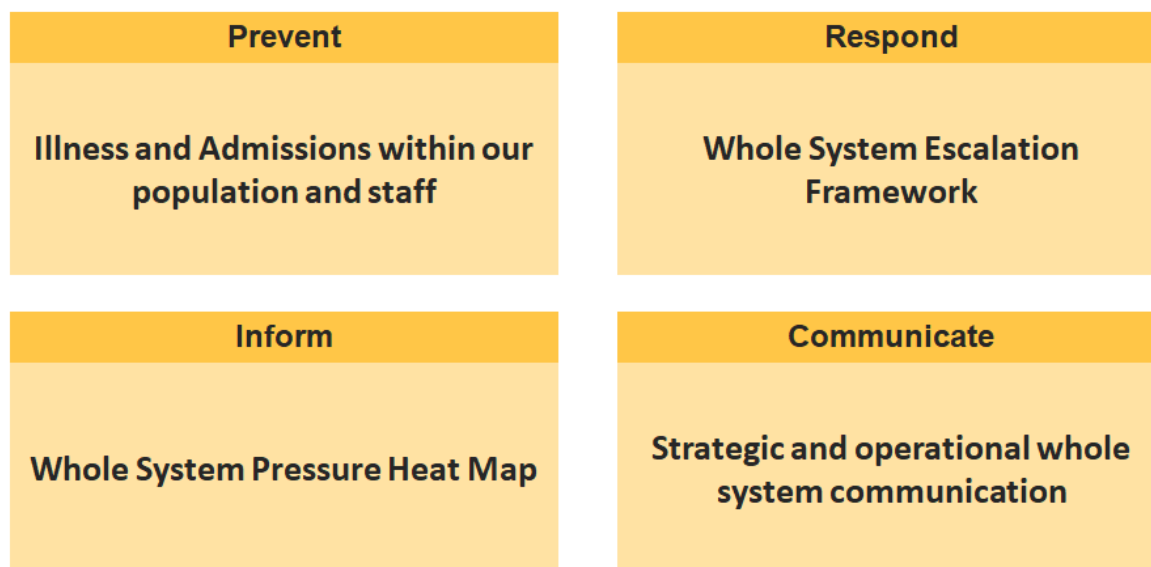 Prevent
Illness and Admissions within our
population and staff
Respond
Whole System Escalation
Framework
Inform
Whole System Pressure Heat Map
Communicate
Strategic and operational whole
system communication